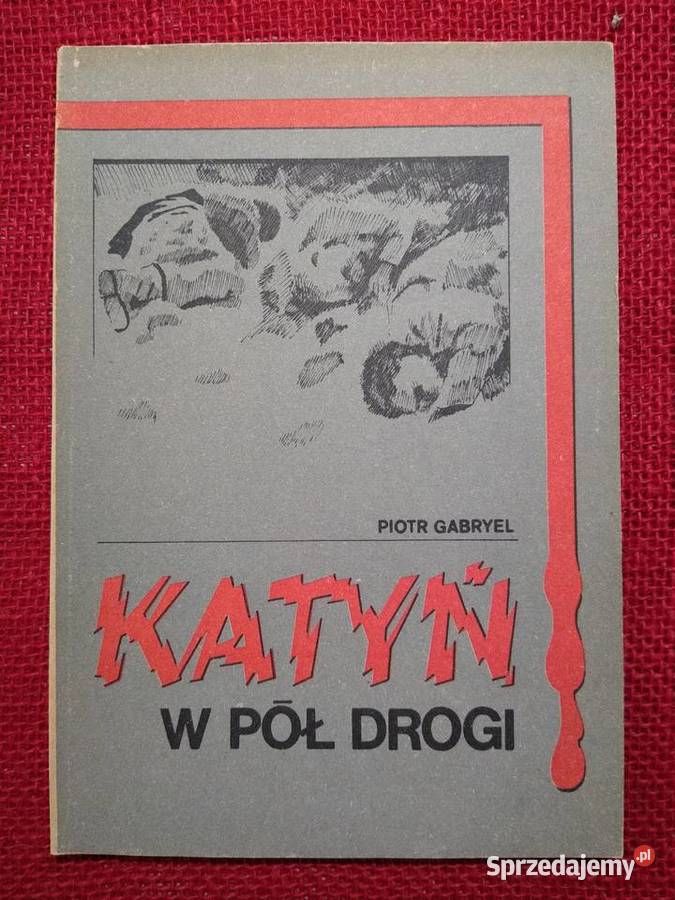 PIOTR GABRYEL
KATYŃ
W PÓŁ DROGI
Sprzedajemy.pl